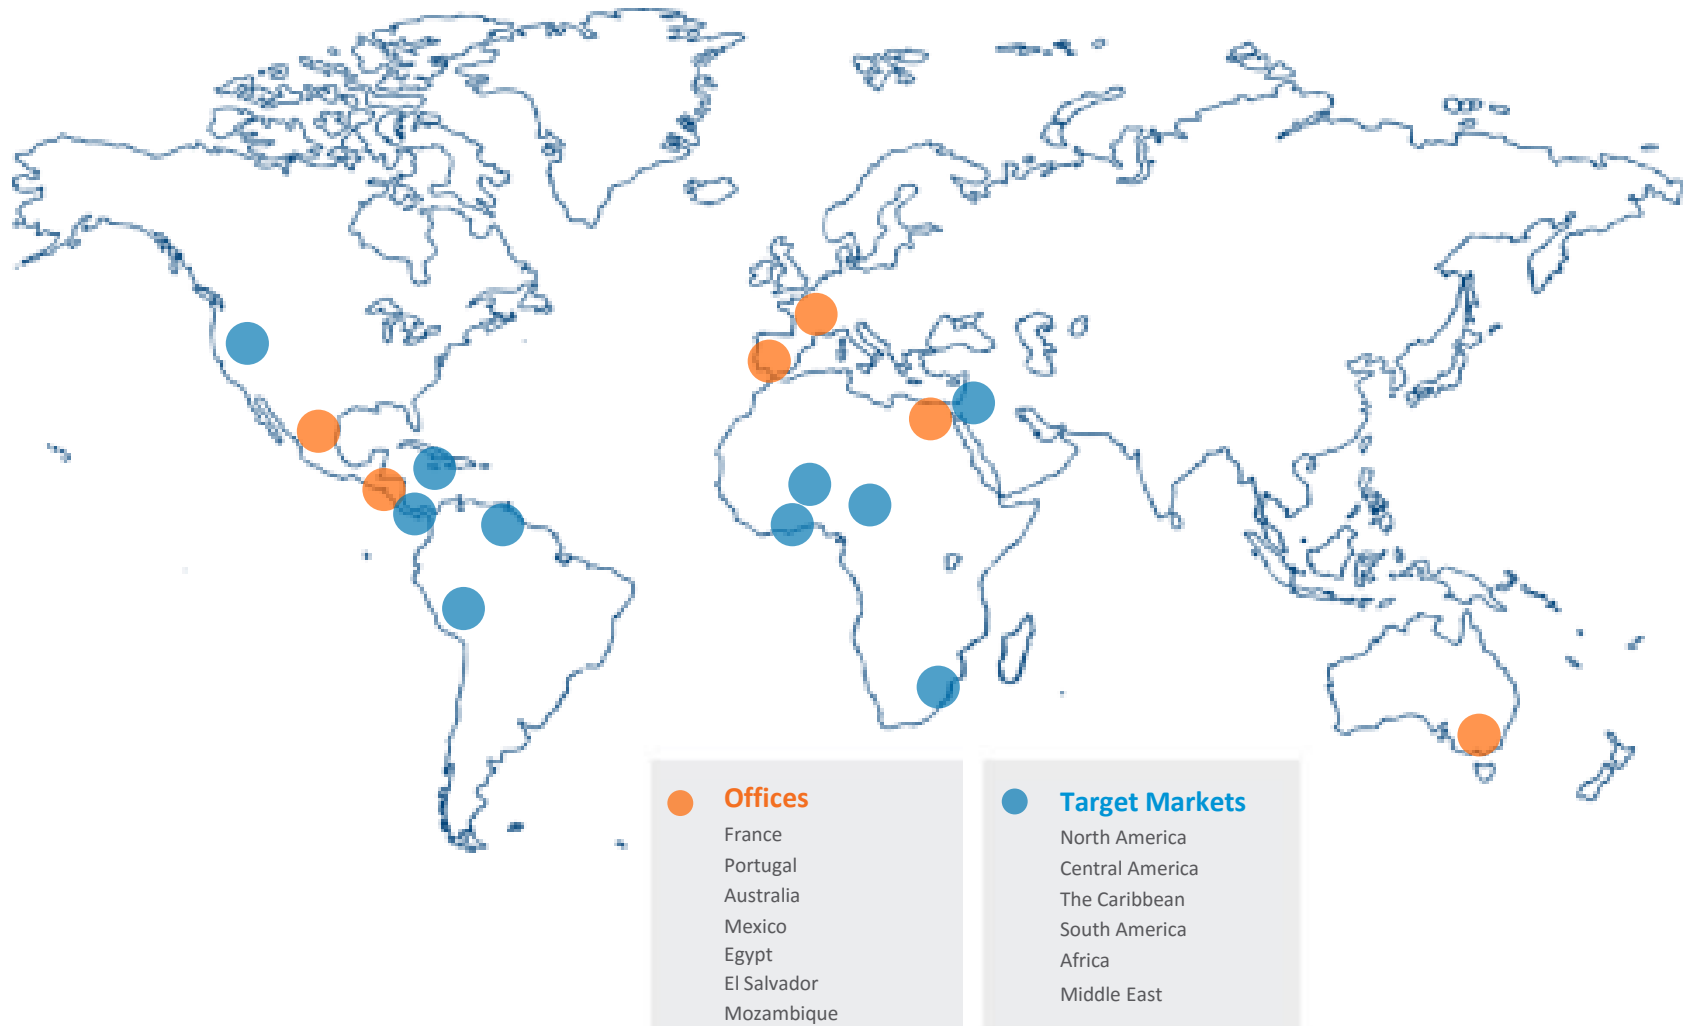 Offices
France
Portugal
Australia
Mexico
Egypt
El Salvador
Mozambique
Target Markets
North America
Central America
The Caribbean
South America
Africa
Middle East